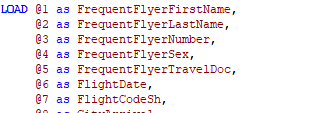 LOAD @1 as FrequentFlyerFirstName,
@2 as FrequentFlyerLastName,
@3 as FrequentFlyerNumber,
@4 as FrequentFlyerSex,
@5 as FrequentFlyerTravelDoc,
@6 as FlightDate,
@7 as FlightCodeSh,